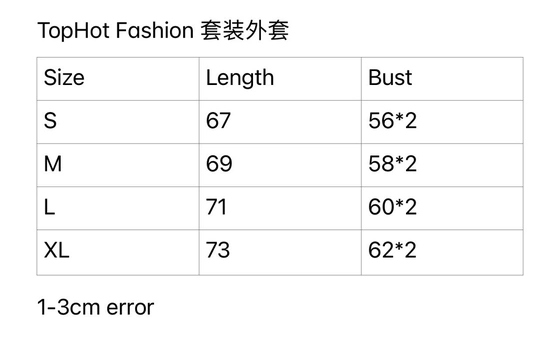 TopHot Fashion 套装外套
Size Length Bust
S 67 56*2
M 69 58*2
L 71 60*2
XL 73 62*2
1-3cm error